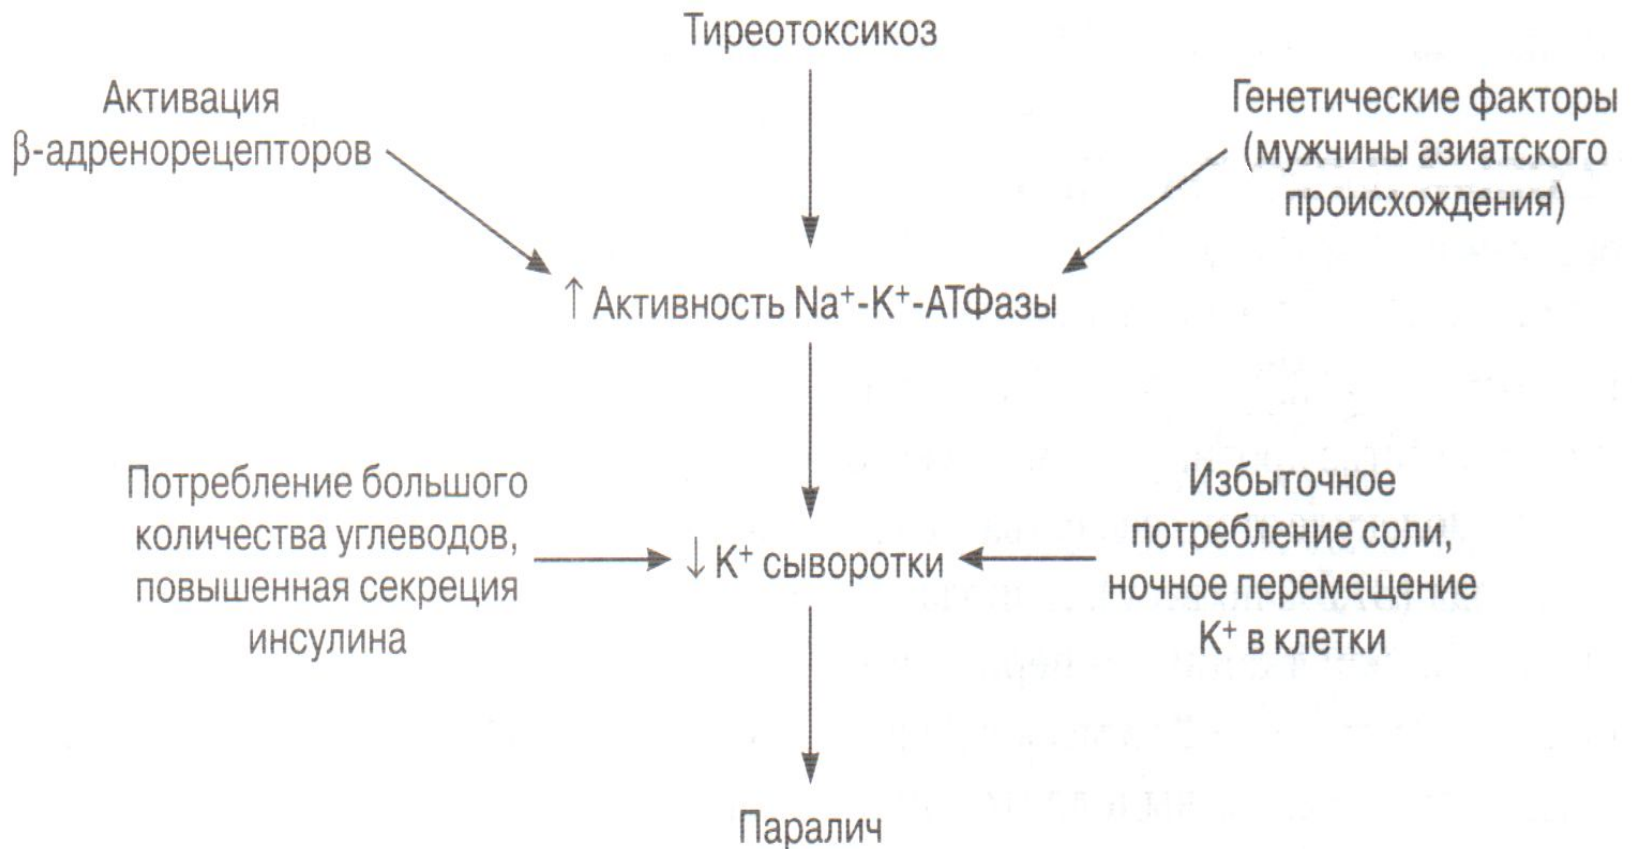 Тиреотоксикоз
Активация
β-адренорецепторов
Генетические факторы
(мужчины азиатского
происхождения)
↑ Активность Na⁺-K⁺-АТФазы
Потребление большого
количества углеводов,
повышенная секреция
инсулина
↓ K⁺ сыворотки
Избыточное
потребление соли,
ночное перемещение
K⁺ в клетки
Паралич